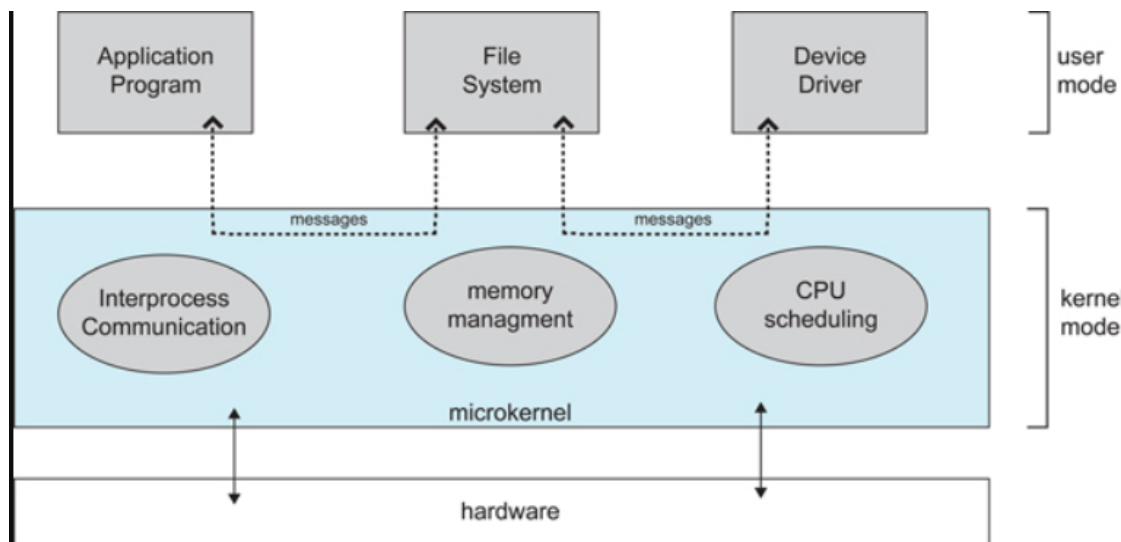 Application
Program
File
System
Device
Driver
user
mode
messages
messages
Interprocess
Communication
memory
managment
CPU
scheduling
kernel
mode
microkernel
hardware